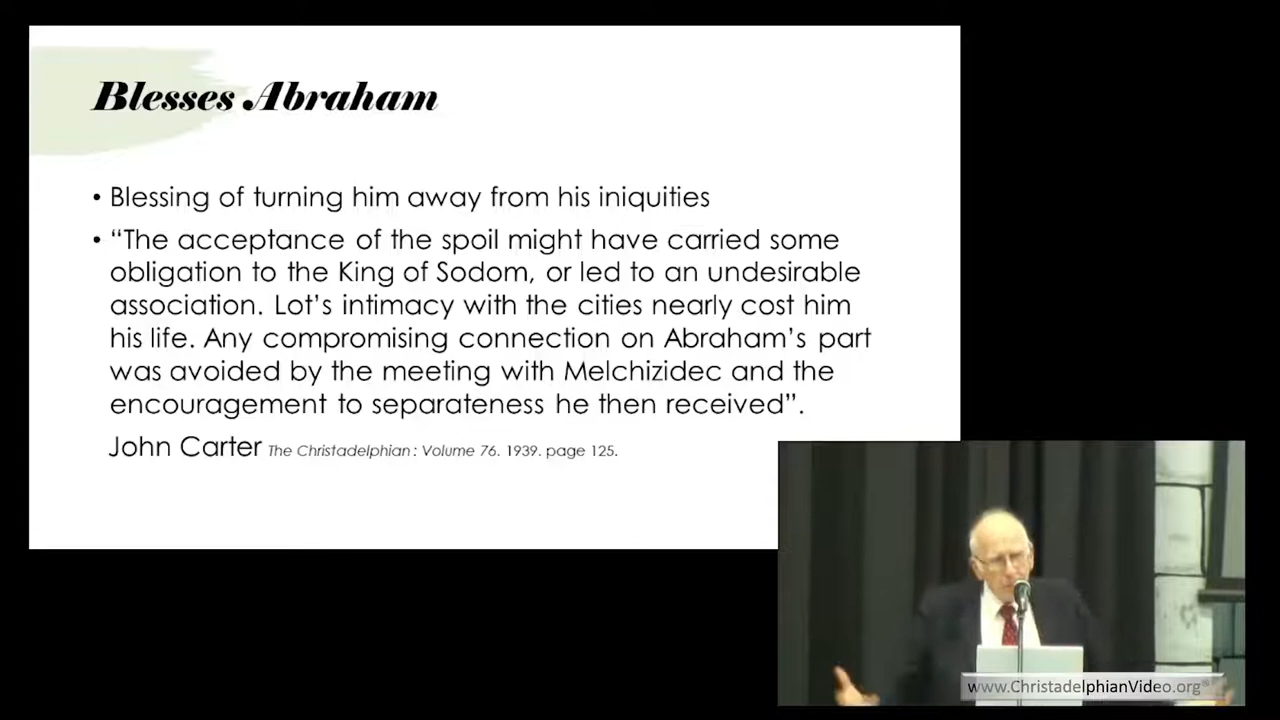 Blesses Abraham
• Blessing of turning him away from his iniquities
• “The acceptance of the spoil might have carried some
obligation to the King of Sodom, or led to an undesirable
association. Lot’s intimacy with the cities nearly cost him
his life. Any compromising connection on Abraham’s part
was avoided by the meeting with Melchizidec and the
encouragement to separateness he then received”.
John Carter The Christadelphian : Volume 76. 1939. page 125.
www.ChristadelphianVideo.org®